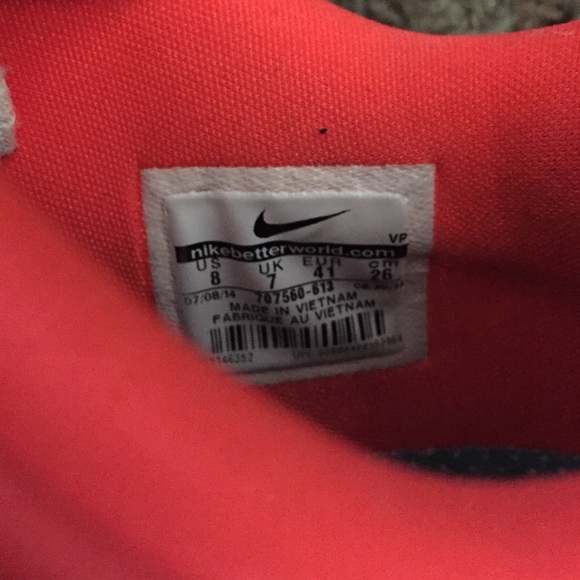 VP
nikebetterworld.com
US UK EUR cm
8 7 41 26
07/08/14 707560-613
MADE IN VIETNAM
FABRIQUE AU VIETNAM